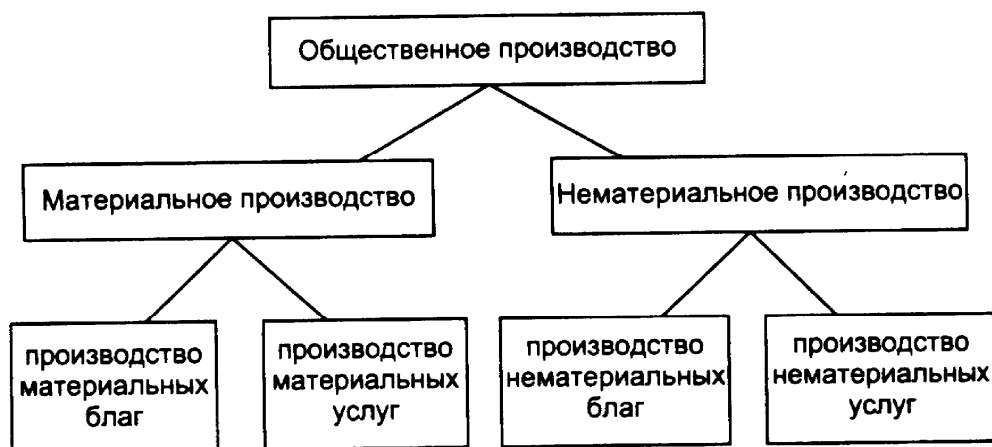 Общественное производство
Материальное производство
Нематериальное производство
производство
материальных
благ
производство
материальных
услуг
производство
нематериальных
благ
производство
нематериальных
услуг